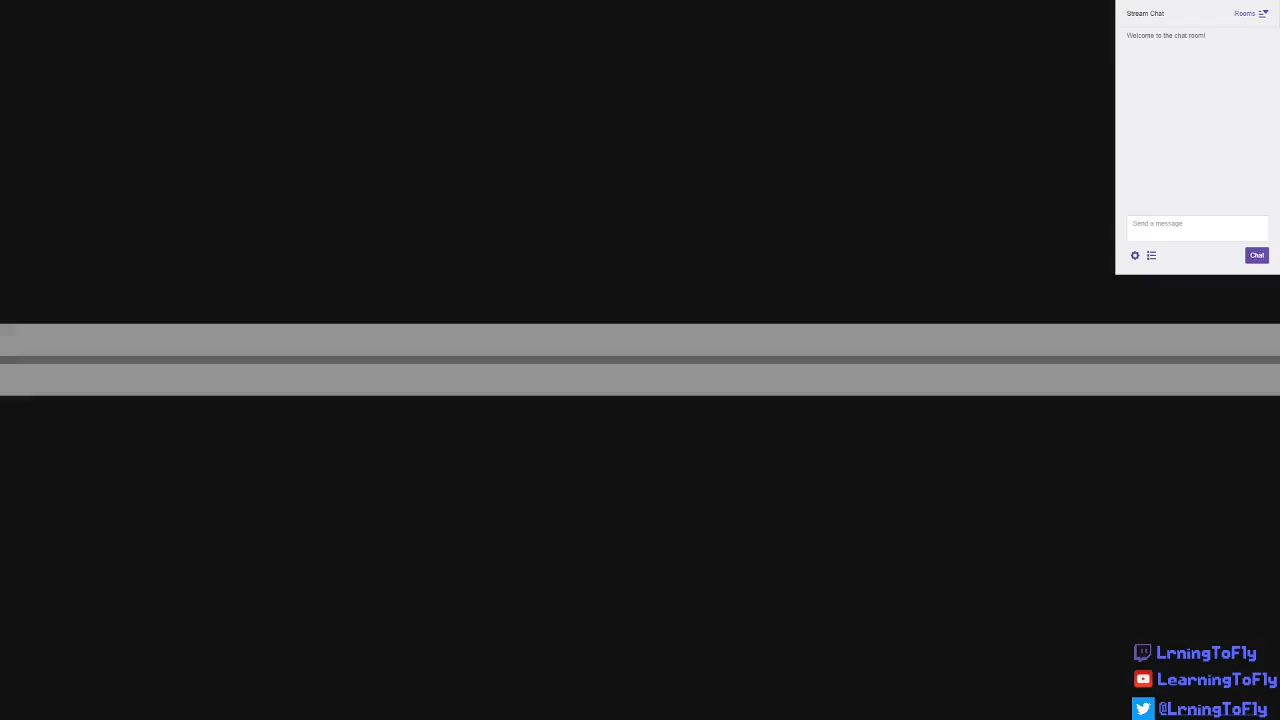 Stream Chat
Rooms
Welcome to the chat room!
Send a message
Chat
LrningToFly
LearningToFly
@LrningToFly